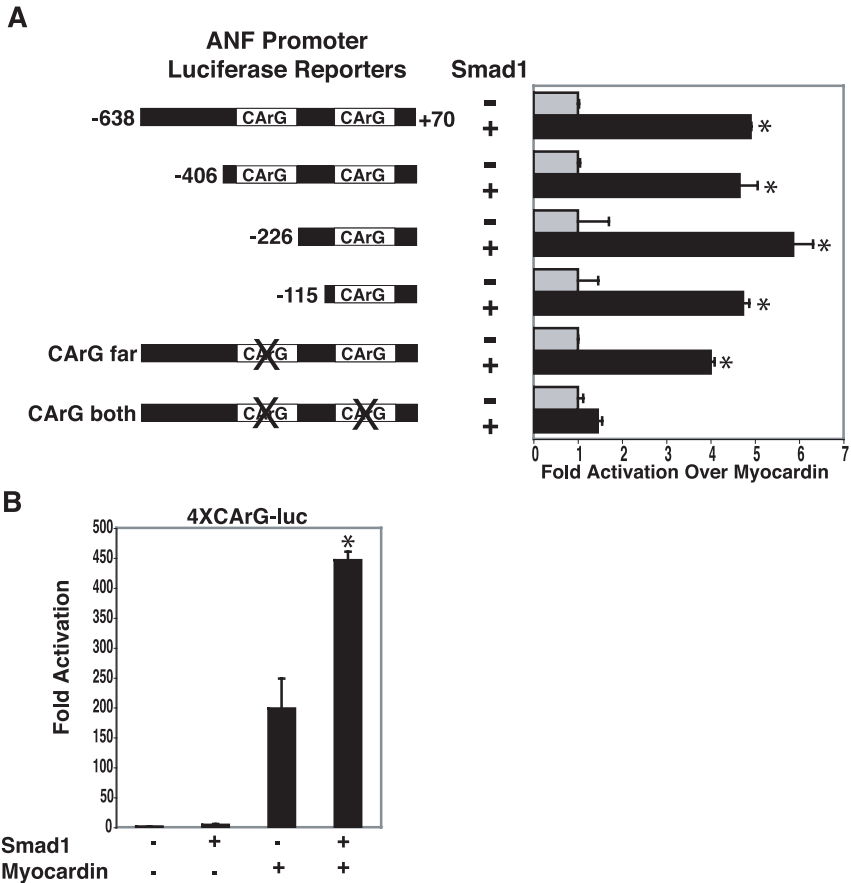 A
ANF Promoter
Luciferase Reporters
Smad1
-638 CArG CArG +70
-
+
*
-406 CArG CArG
-
+
*
-226 CArG
-
+
*
-115 CArG
-
+
*
CArG far CArG CArG
-
+
*
CArG both CArG CArG
-
+
0 1 2 3 4 5 6 7
Fold Activation Over Myocardin
B
4XCArG-luc
Fold Activation
500
450
400
350
300
250
200
150
100
50
0
*
Smad1 - + - +
Myocardin - - + +